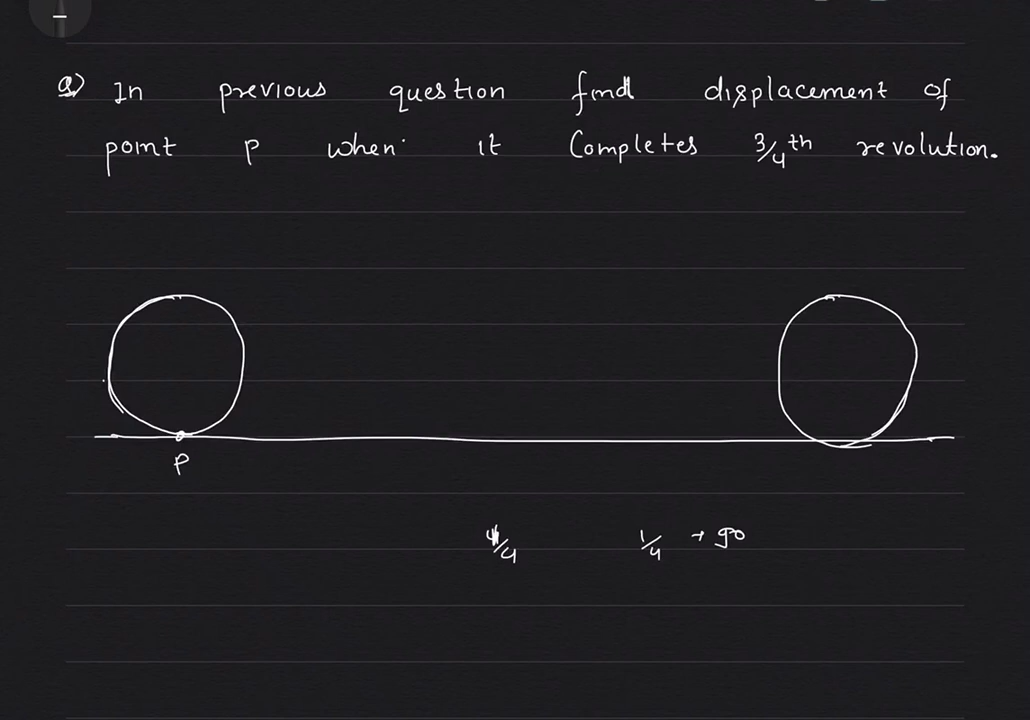 Q) In previous question find displacement of
point P when it Completes 3/4th revolution.
P
4/4 1/4 → 90